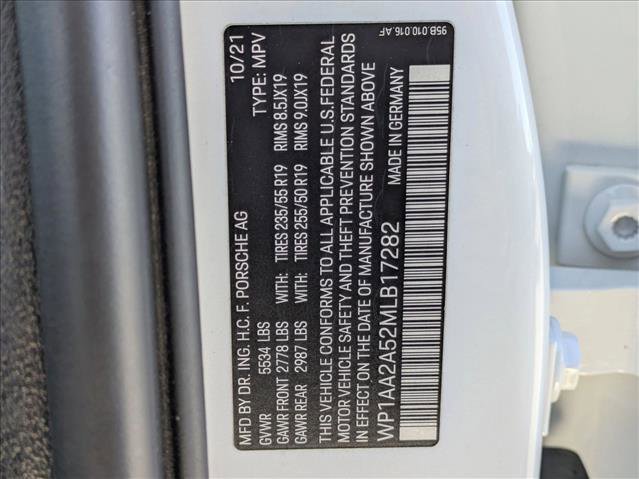 MFD BY DR. ING. H.C. F. PORSCHE AG 10/21
GVWR 5534 LBS TYPE: MPV
GAWR FRONT 2778 LBS WITH: TIRES 235/55 R19 RIMS 8.5JX19
GAWR REAR 2987 LBS WITH: TIRES 255/50 R19 RIMS 9.0JX19
THIS VEHICLE CONFORMS TO ALL APPLICABLE U.S.FEDERAL
MOTOR VEHICLE SAFETY AND THEFT PREVENTION STANDARDS
IN EFFECT ON THE DATE OF MANUFACTURE SHOWN ABOVE
WP1AA2A52MLB17282 MADE IN GERMANY
95B.010.016.AF